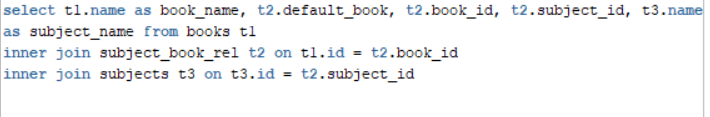 select t1.name as book_name, t2.default_book, t2.book_id, t2.subject_id, t3.name
as subject_name from books t1
inner join subject_book_rel t2 on t1.id = t2.book_id
inner join subjects t3 on t3.id = t2.subject_id